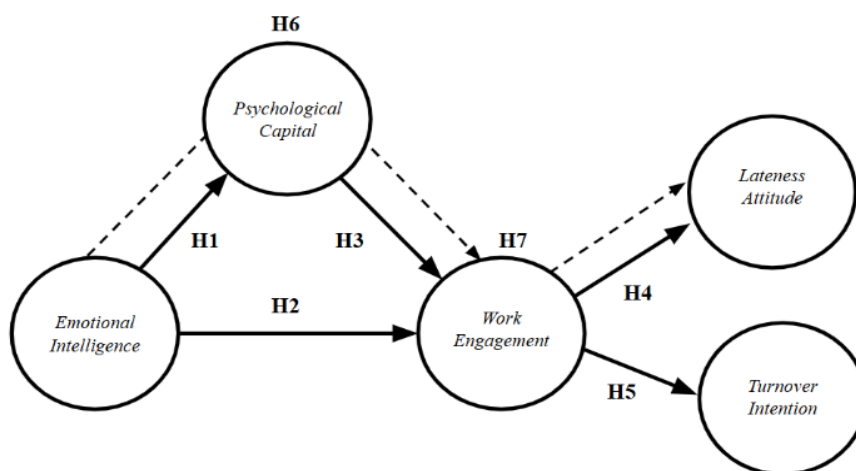 H6
Psychological
Capital
Lateness
Attitude
H1
H3
H7
H4
H2
Emotional
Intelligence
Work
Engagement
H5
Turnover
Intention